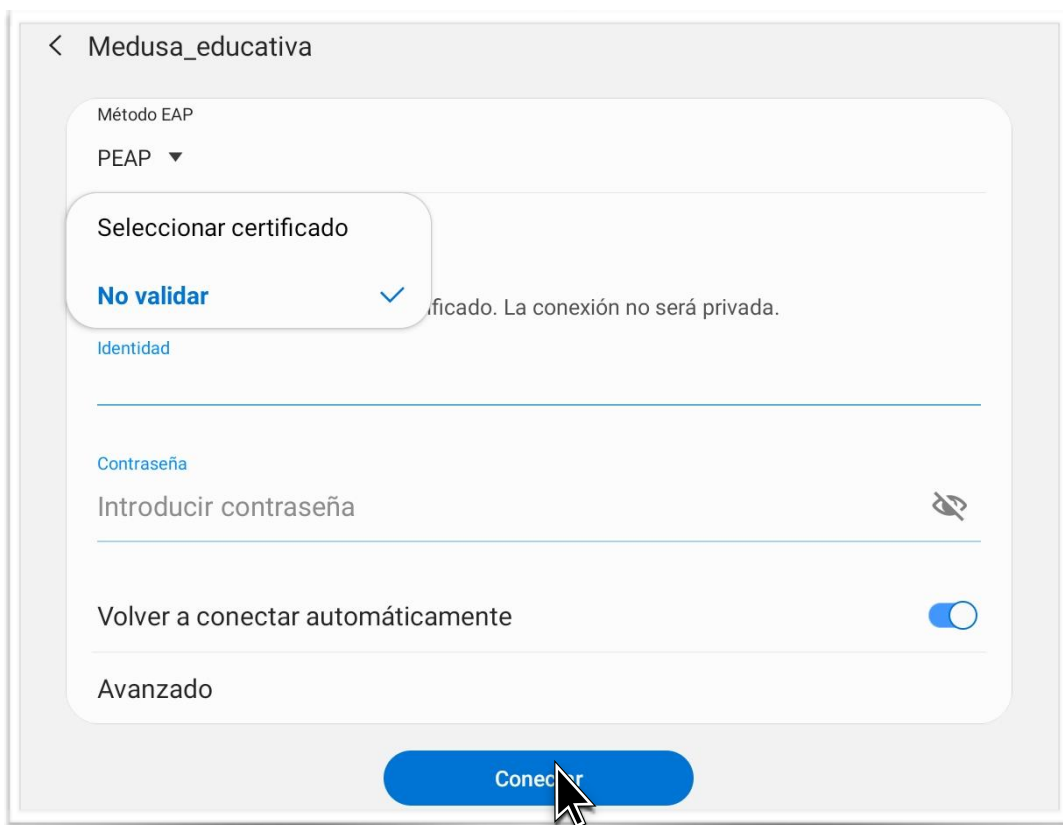 Medusa_educativa
Método EAP
PEAP
Seleccionar certificado
No validar
La conexión no será privada.
Identidad
Contraseña
Introducir contraseña
Volver a conectar automáticamente
Avanzado